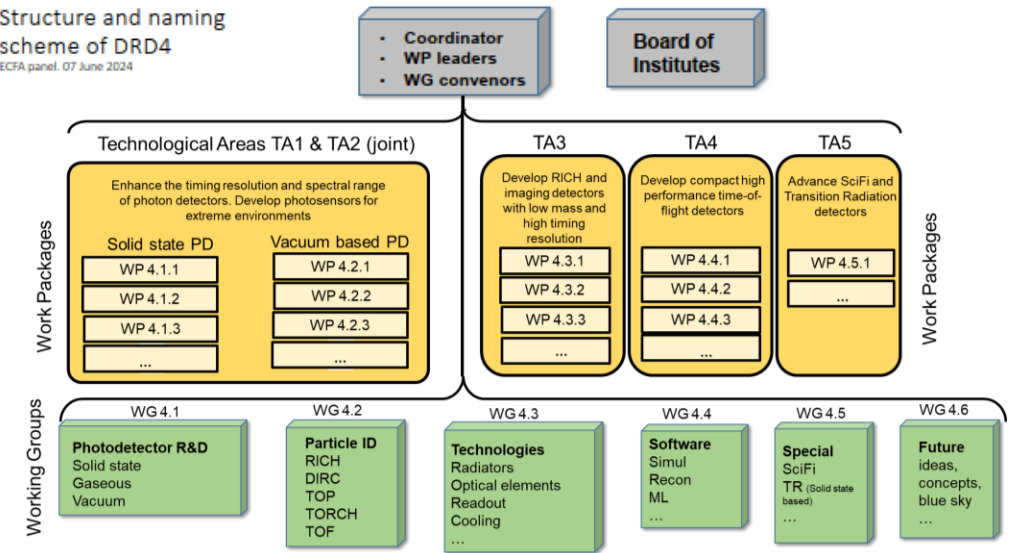 Structure and naming
scheme of DRD4
ECFA panel. 07 June 2024
▪ Coordinator
▪ WP leaders
▪ WG convenors
Board of
Institutes
Technological Areas TA1 & TA2 (joint)
Enhance the timing resolution and spectral range
of photon detectors. Develop photosensors for
extreme environments
Solid state PD
WP 4.1.1
WP 4.1.2
WP 4.1.3
...
Vacuum based PD
WP 4.2.1
WP 4.2.2
WP 4.2.3
...
TA3
Develop RICH and
imaging detectors
with low mass and
high timing
resolution
WP 4.3.1
WP 4.3.2
WP 4.3.3
...
TA4
Develop compact high
performance time-of-
flight detectors
WP 4.4.1
WP 4.4.2
WP 4.4.3
...
TA5
Advance SciFi and
Transition Radiation
detectors
WP 4.5.1
...
Work Packages
Work Packages
Working Groups
WG 4.1
Photodetector R&D
Solid state
Gaseous
Vacuum
WG 4.2
Particle ID
RICH
DIRC
TOP
TORCH
TOF
WG 4.3
Technologies
Radiators
Optical elements
Readout
Cooling
...
WG 4.4
Software
Simul
Recon
ML
...
WG 4.5
Special
SciFi
TR (Solid state
based)
...
WG 4.6
Future
ideas,
concepts,
blue sky
...